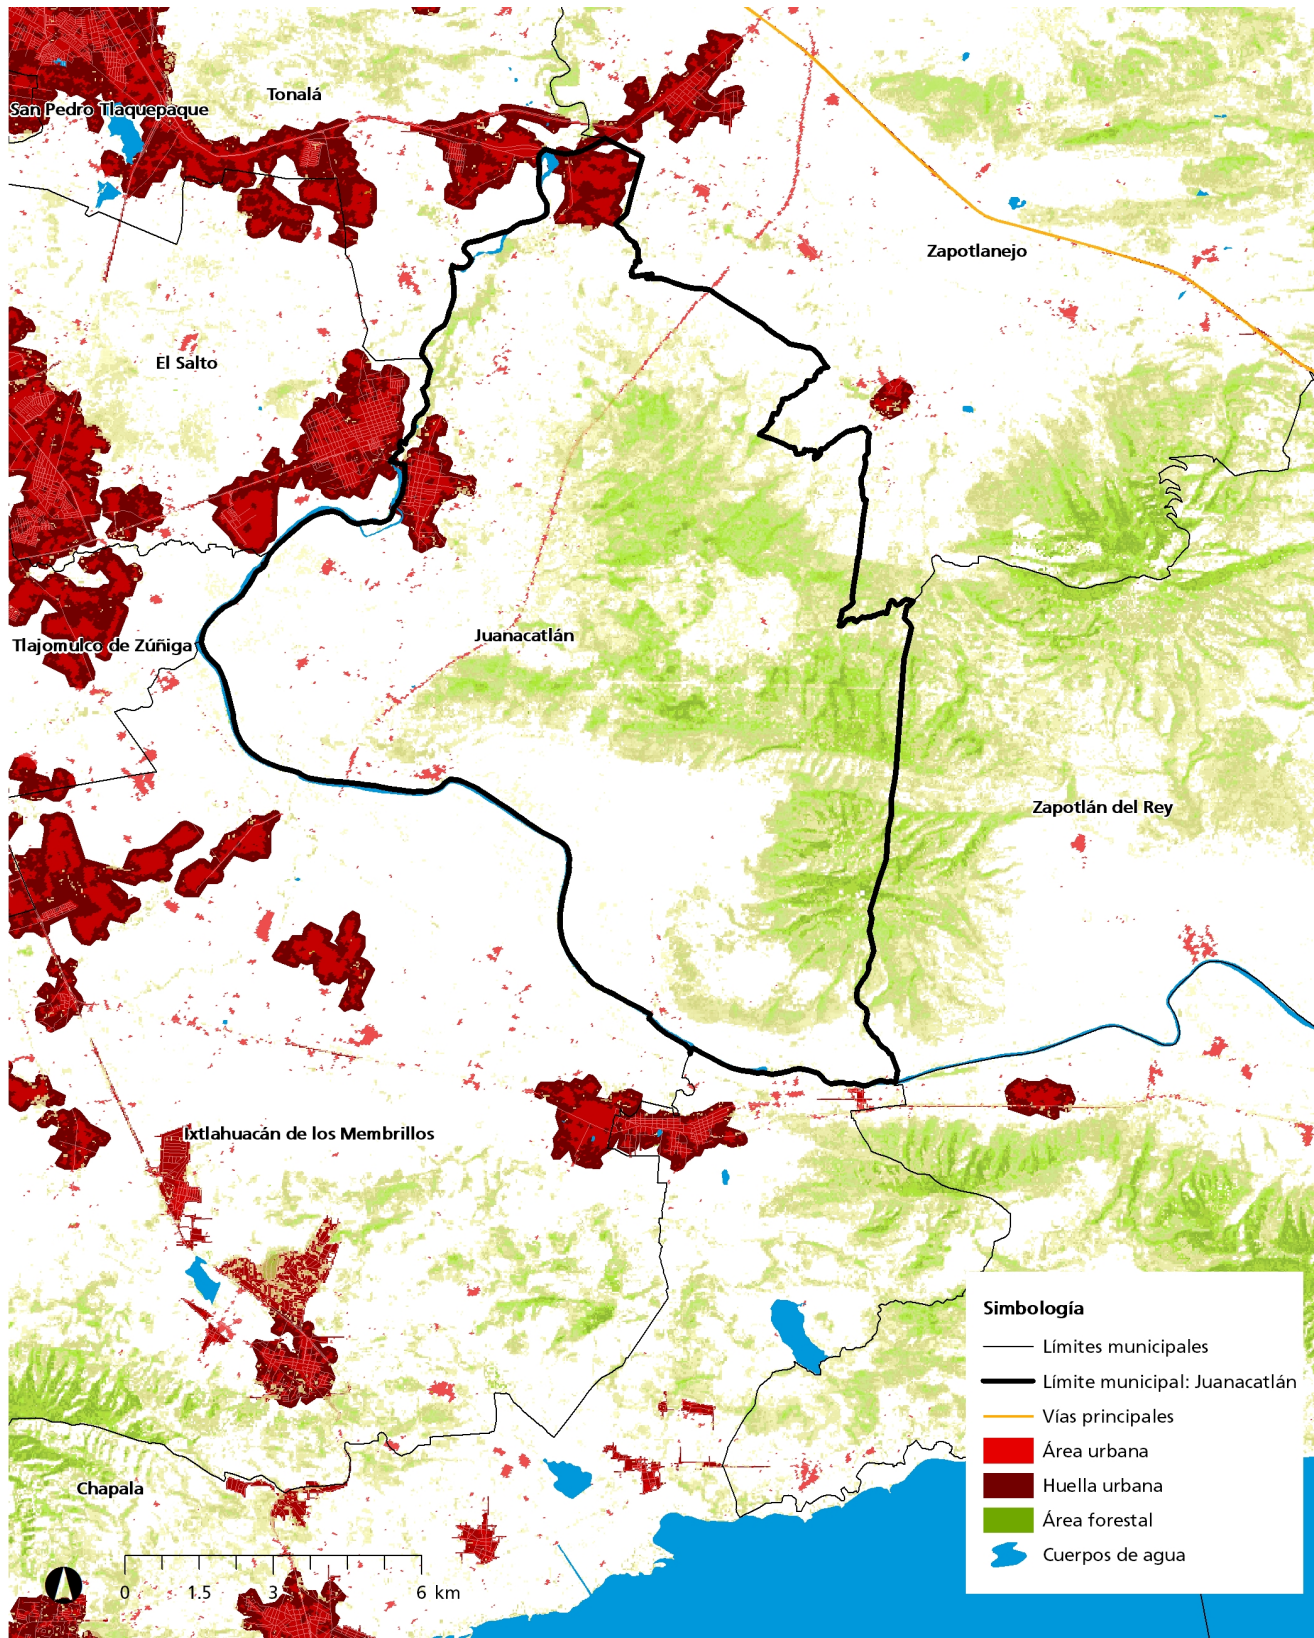 Tonalá
San Pedro Tlaquepaque
Zapotlanejo
El Salto
Juanacatlán
Tlajomulco de Zúñiga
Zapotlán del Rey
Ixtlahuacán de los Membrillos
Chapala
0 1.5 3 6 km
Simbología
Límites municipales
Límite municipal: Juanacatlán
Vías principales
Área urbana
Huella urbana
Área forestal
Cuerpos de agua